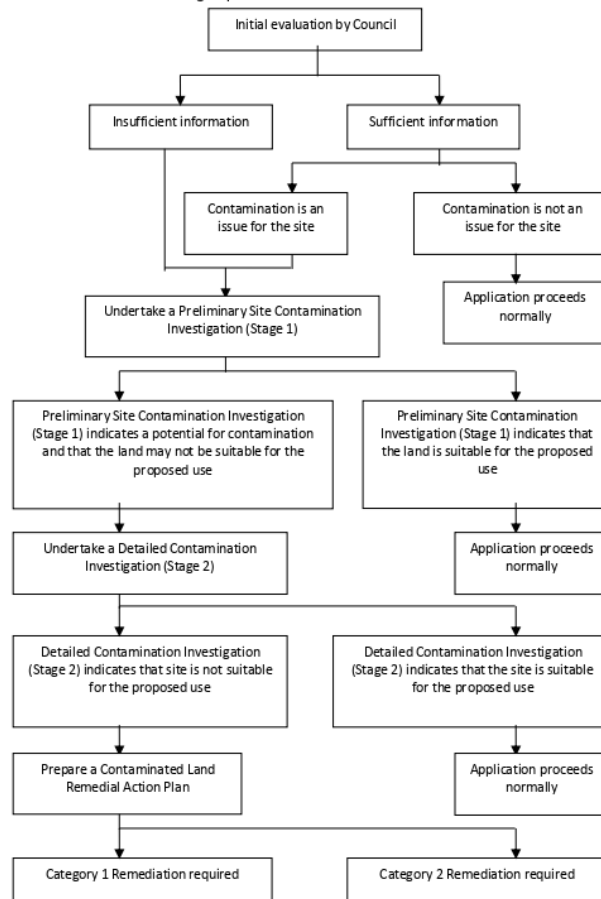 Initial evaluation by Council
Insufficient information
Sufficient information
Contamination is an
issue for the site
Contamination is not an
issue for the site
Undertake a Preliminary Site Contamination
Investigation (Stage 1)
Application proceeds
normally
Preliminary Site Contamination Investigation
(Stage 1) indicates a potential for contamination
and that the land may not be suitable for the
proposed use
Preliminary Site Contamination
Investigation (Stage 1) indicates that
the land is suitable for the proposed
use
Undertake a Detailed Contamination
Investigation (Stage 2)
Application proceeds
normally
Detailed Contamination Investigation
(Stage 2) indicates that site is not suitable
for the proposed use
Detailed Contamination Investigation
(Stage 2) indicates that the site is suitable
for the proposed use
Prepare a Contaminated Land
Remedial Action Plan
Application proceeds
normally
Category 1 Remediation required
Category 2 Remediation required